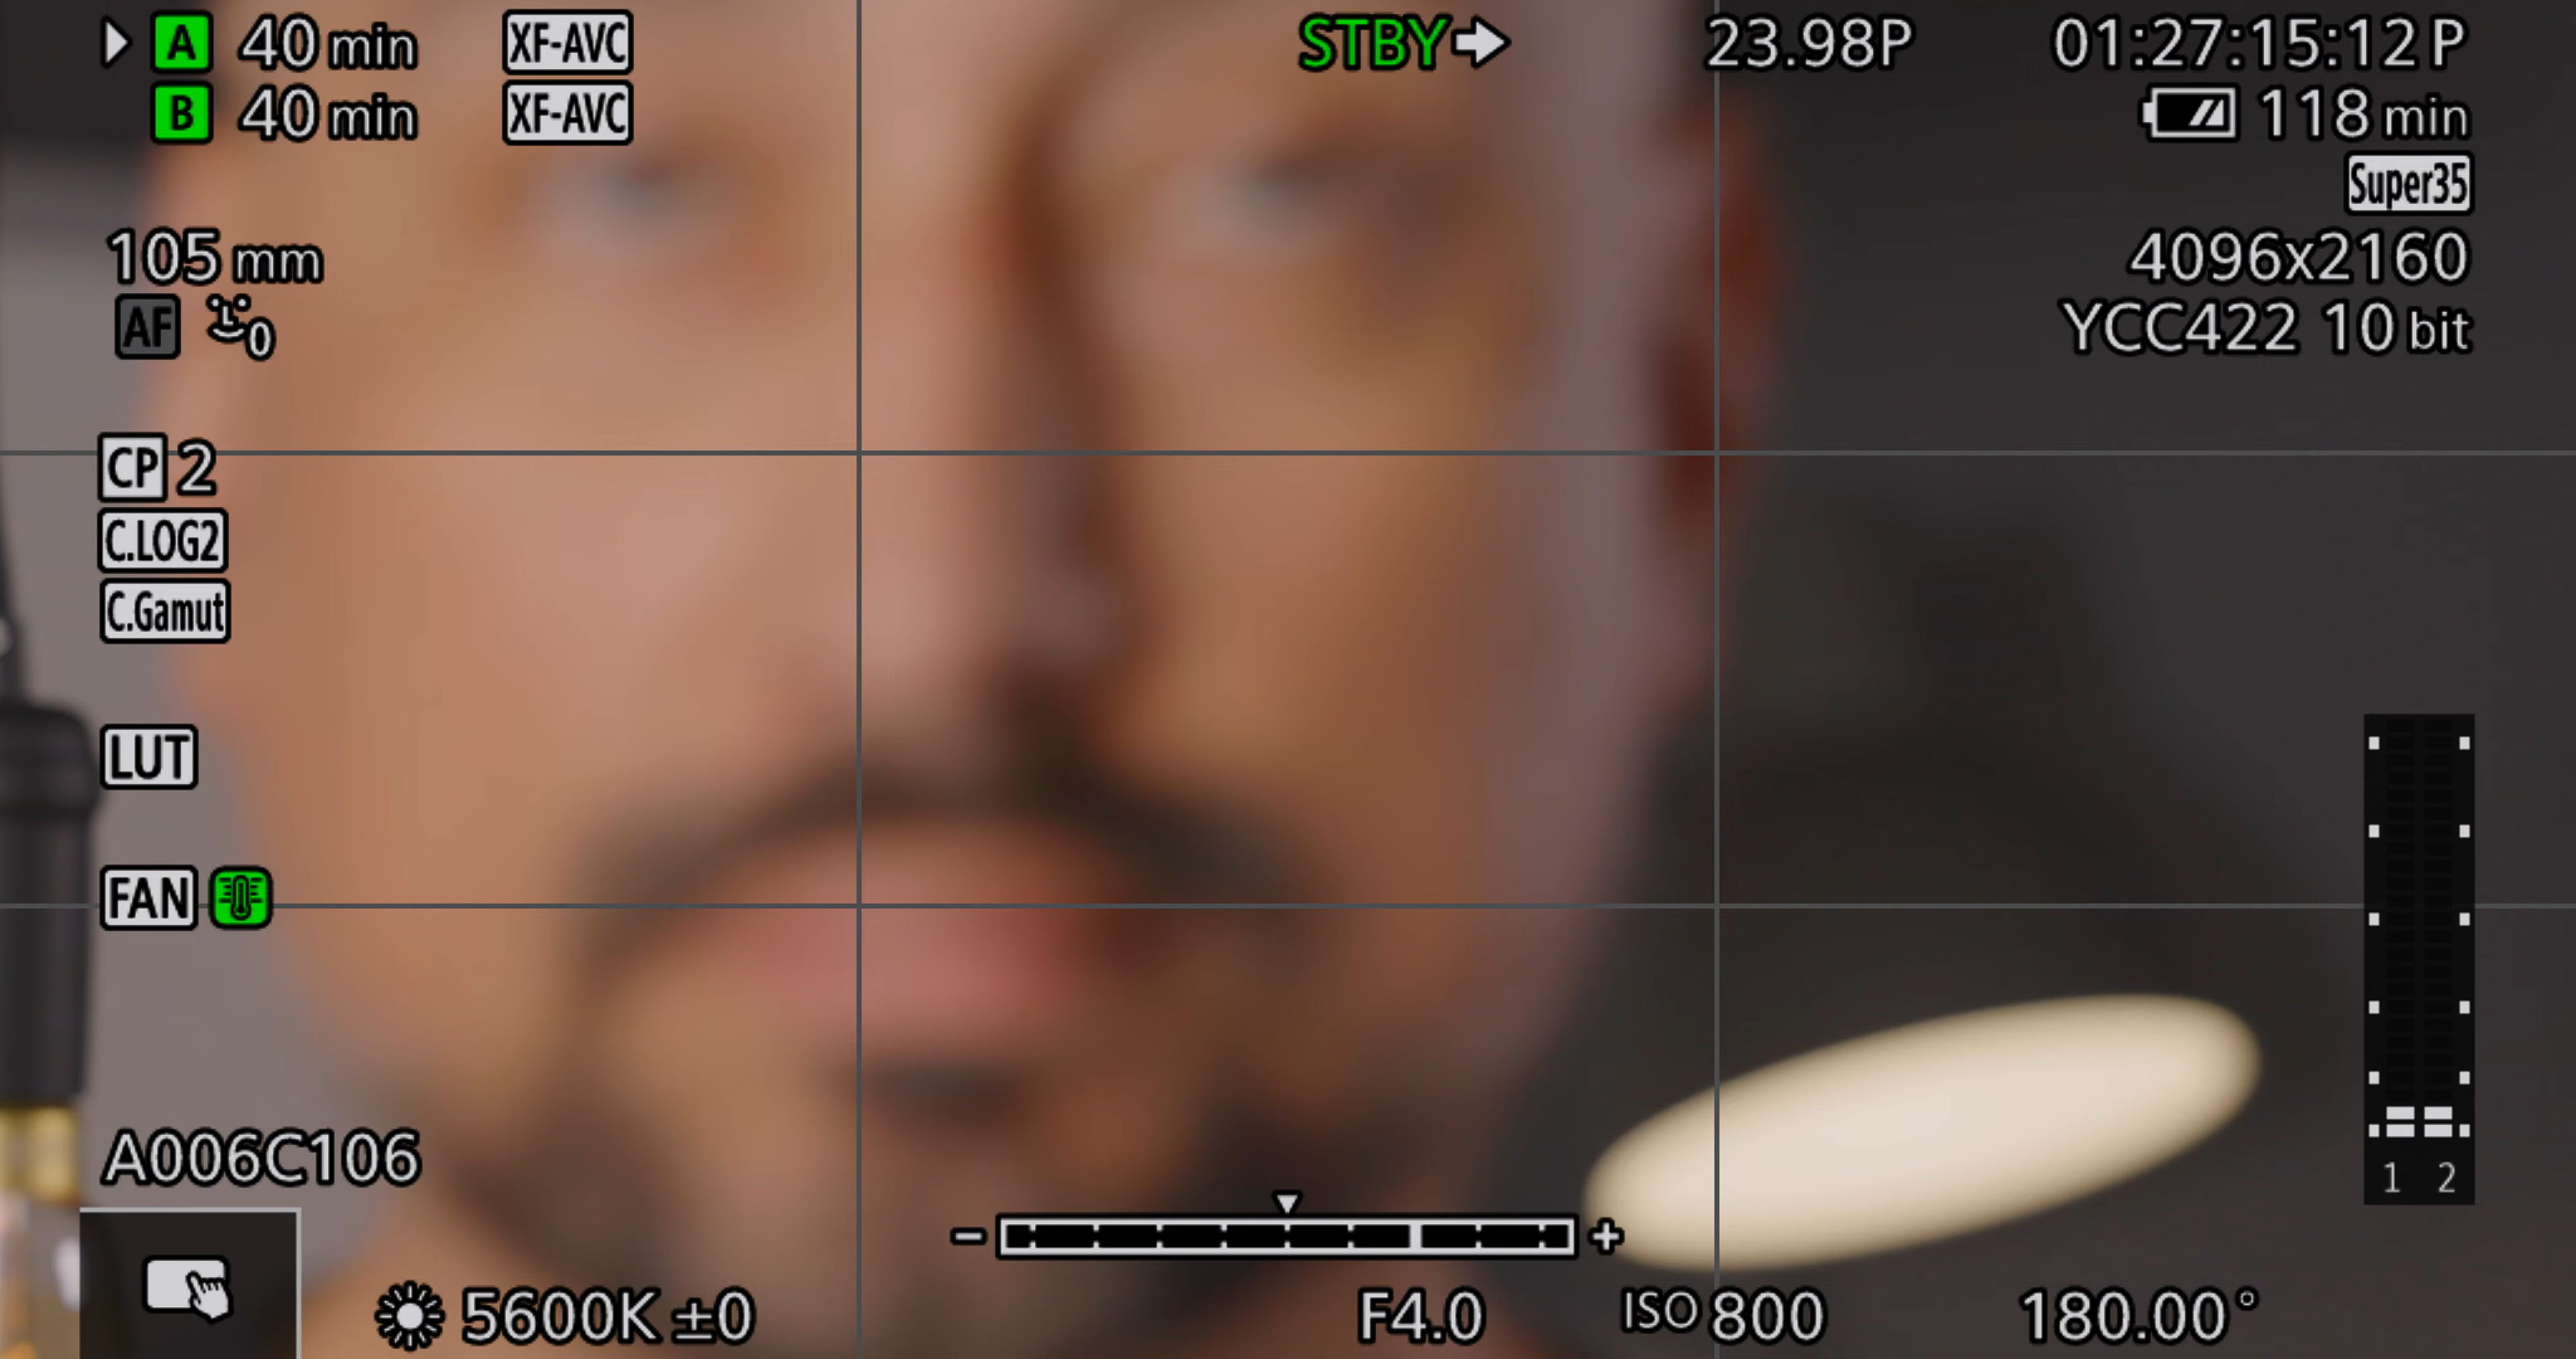 A 40 min XF-AVC STBY 23.98P 01:27:15:12 P
B 40 min XF-AVC 118 min
Super35
105 mm 4096x2160
AF L 0 YCC422 10 bit
CP 2
C.LOG2
C.Gamut
LUT
FAN
A006C106
1 2
− +
5600K ±0 F4.0 ISO 800 180.00°